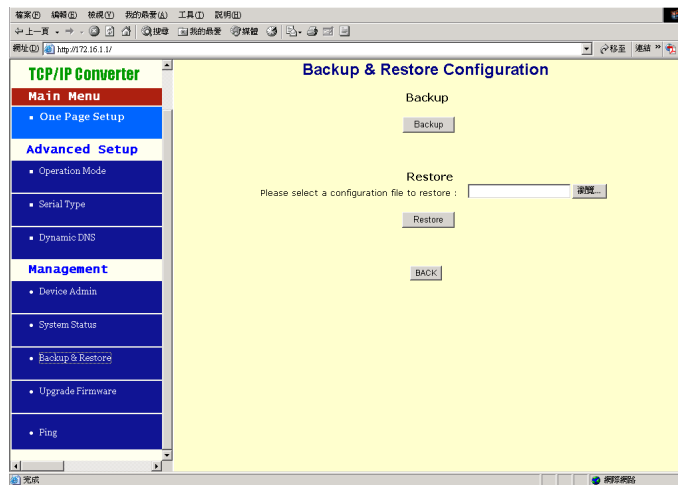 檔案(F) 編輯(E) 檢視(V) 我的最愛(A) 工具(T) 說明(H)
上一頁 搜尋 我的最愛 媒體
網址(D) http://172.16.1.1/ 移至 連結 »
TCP/IP Converter
Main Menu
One Page Setup
Advanced Setup
Operation Mode
Serial Type
Dynamic DNS
Management
Device Admin
System Status
Backup & Restore
Upgrade Firmware
Ping
Backup & Restore Configuration
Backup
Backup
Restore
Please select a configuration file to restore : 瀏覽...
Restore
BACK
完成 網際網路